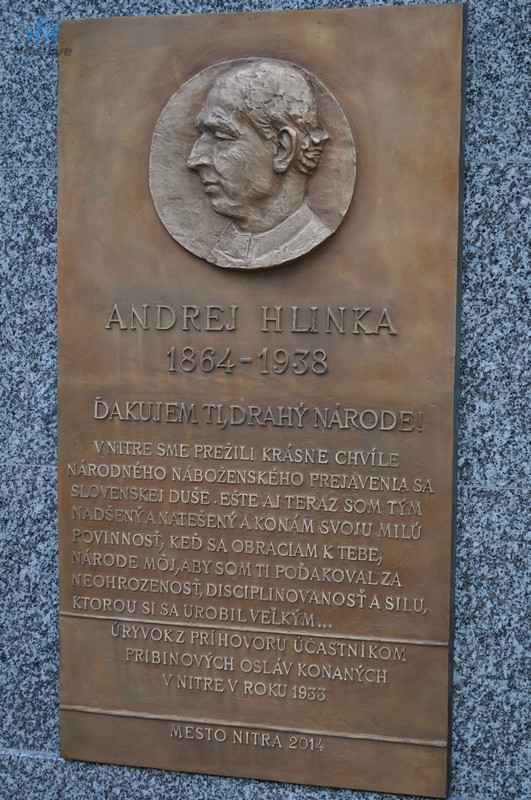 ANDREJ HLINKA
1864-1938
ĎAKUJEM TI, DRAHÝ NÁRODE!
V NITRE SME PREŽILI KRÁSNE CHVÍLE
NÁRODNÉHO NÁBOŽENSKÉHO PREJAVENIA SA
SLOVENSKEJ DUŠE. EŠTE AJ TERAZ SOM TÝM
NADŠENÝ A NATEŠENÝ A KONÁM SVOJU MILÚ
POVINNOSŤ, KEĎ SA OBRACIAM K TEBE,
NÁRODE MÔJ, ABY SOM TI POĎAKOVAL ZA
NEOHROZENOSŤ, DISCIPLINOVANOSŤ A SILU,
KTOROU SI SA UROBIL VEĽKÝM...
ÚRYVOK Z PRÍHOVORU ÚČASTNÍKOM
PRIBINOVÝCH OSLÁV KONANÝCH
V NITRE V ROKU 1933
MESTO NITRA 2014